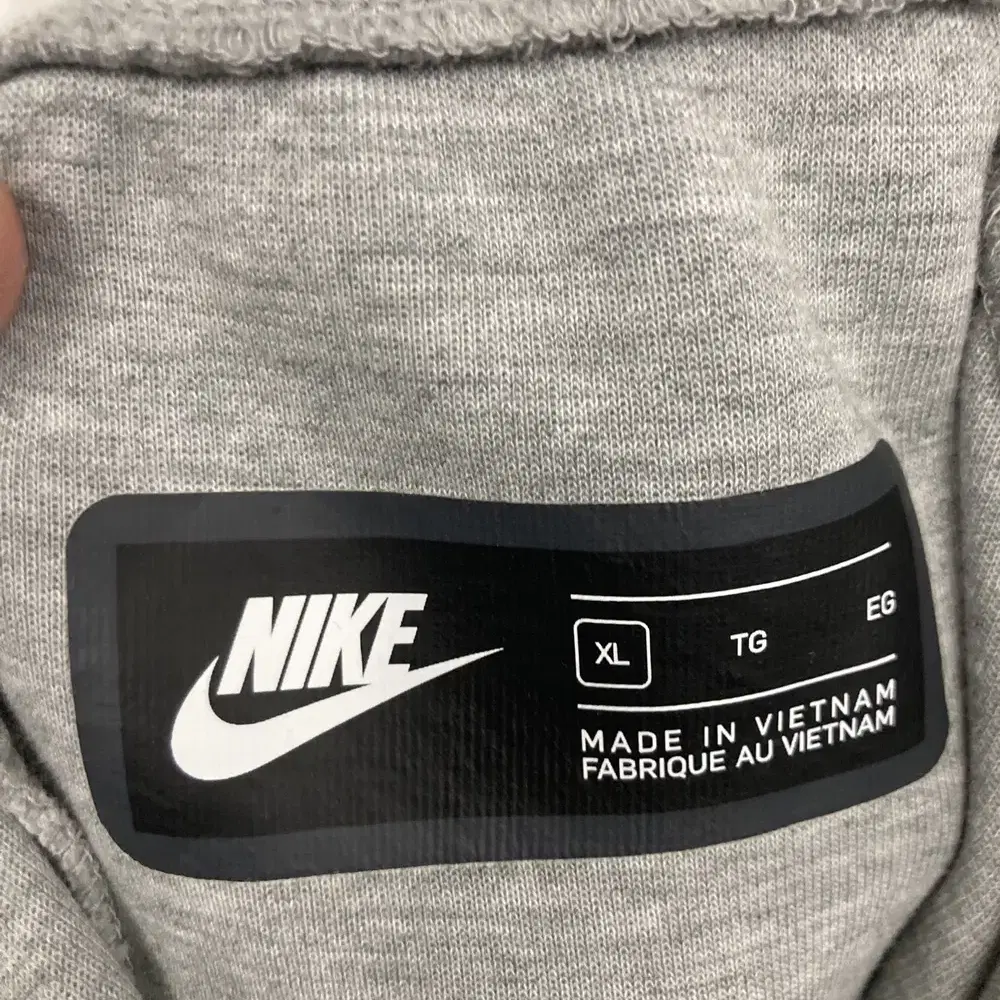 NIKE
XL TG EG
MADE IN VIETNAM
FABRIQUE AU VIETNAM